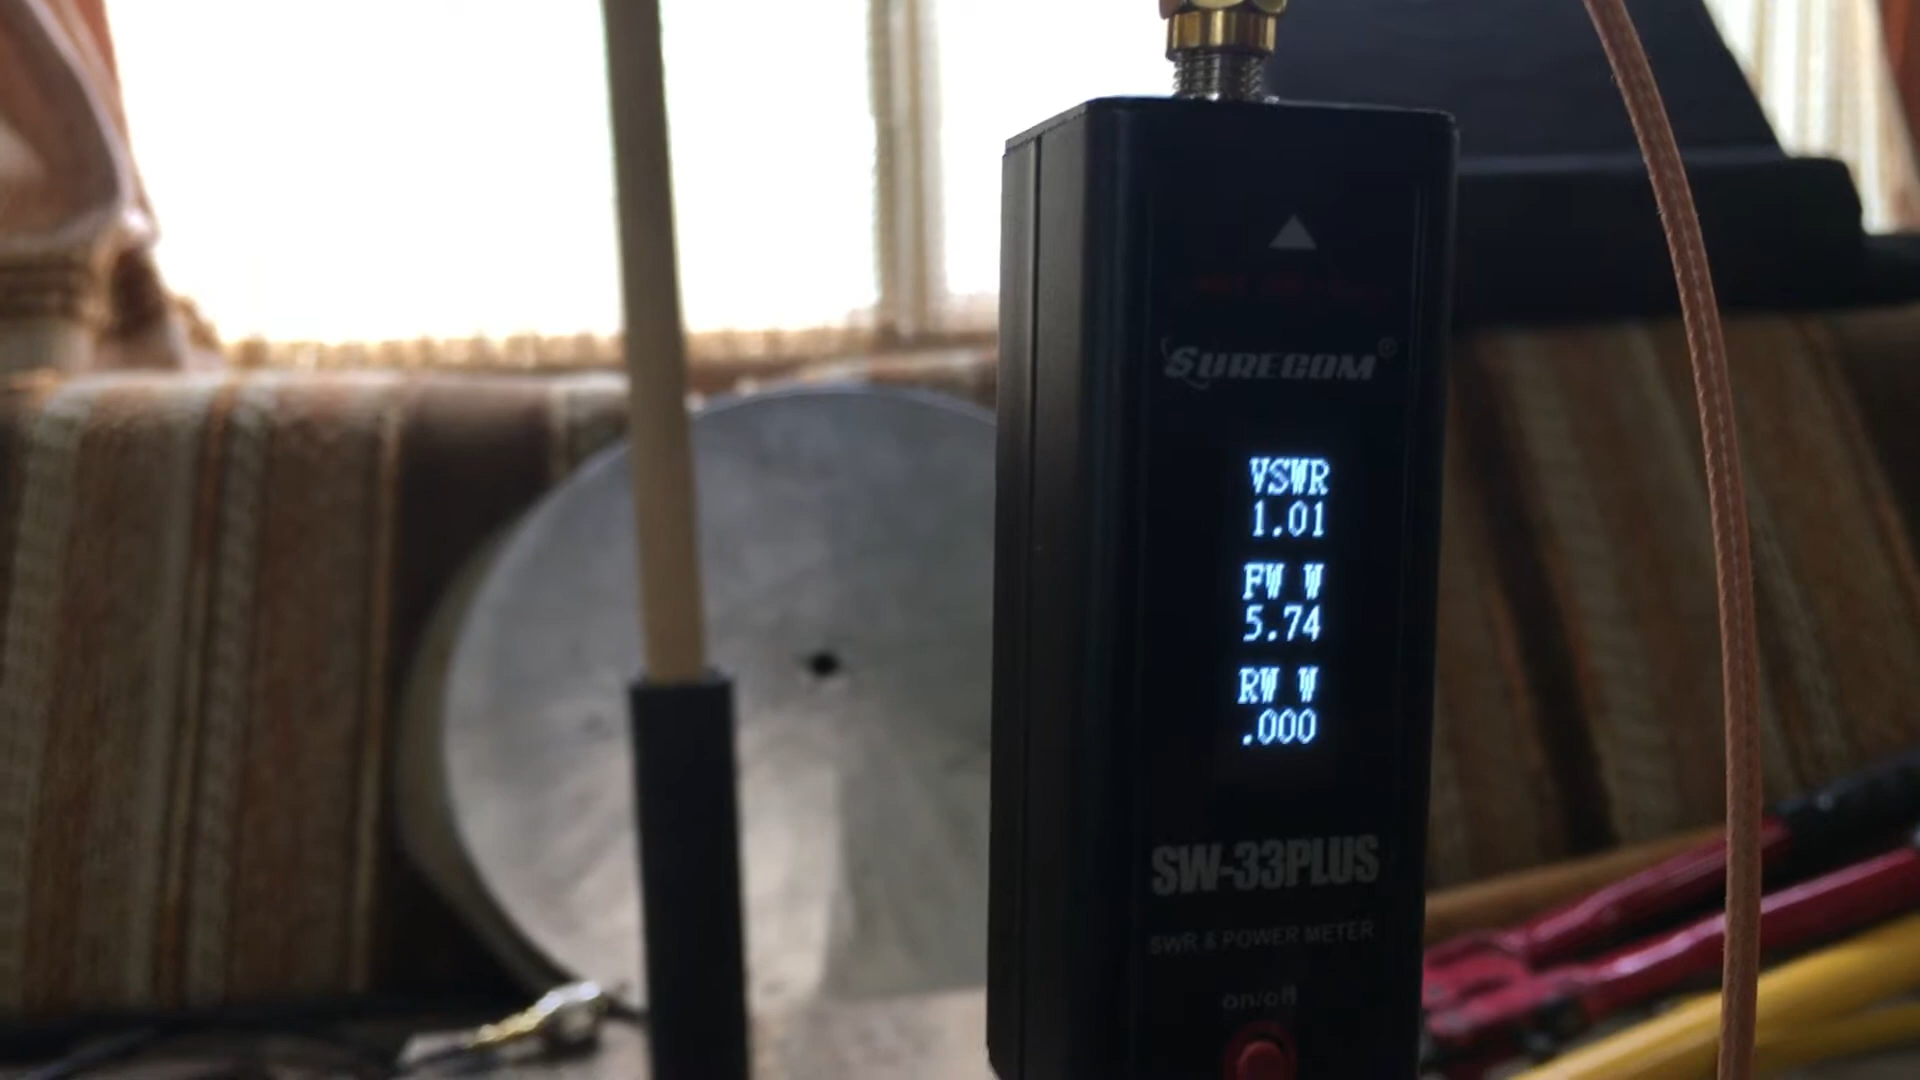 SURECOM®
VSWR
1.01
FW W
5.74
RW W
.000
SW-33PLUS
SWR & POWER METER
on/off